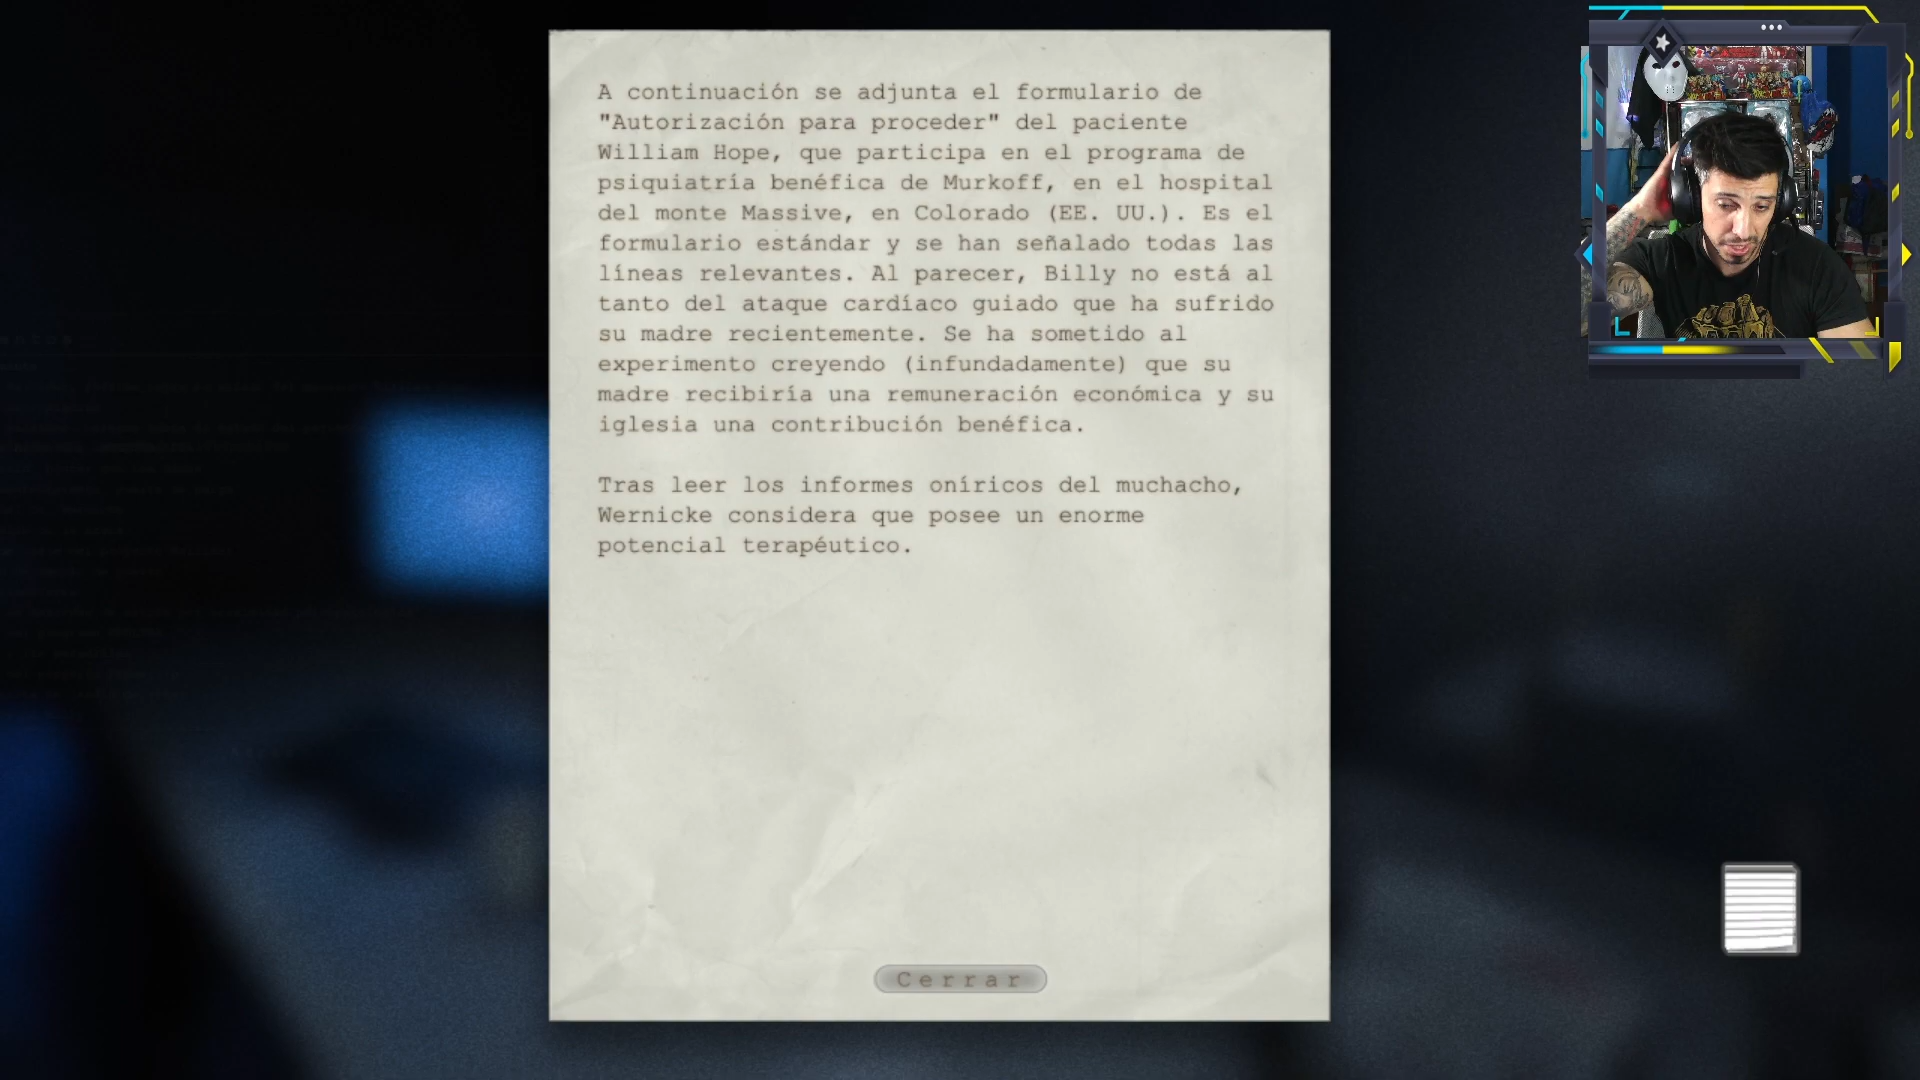 A continuación se adjunta el formulario de
"Autorización para proceder" del paciente
William Hope, que participa en el programa de
psiquiatría benéfica de Murkoff, en el hospital
del monte Massive, en Colorado (EE. UU.). Es el
formulario estándar y se han señalado todas las
líneas relevantes. Al parecer, Billy no está al
tanto del ataque cardíaco guiado que ha sufrido
su madre recientemente. Se ha sometido al
experimento creyendo (infundadamente) que su
madre recibiría una remuneración económica y su
iglesia una contribución benéfica.
Tras leer los informes oníricos del muchacho,
Wernicke considera que posee un enorme
potencial terapéutico.
Cerrar